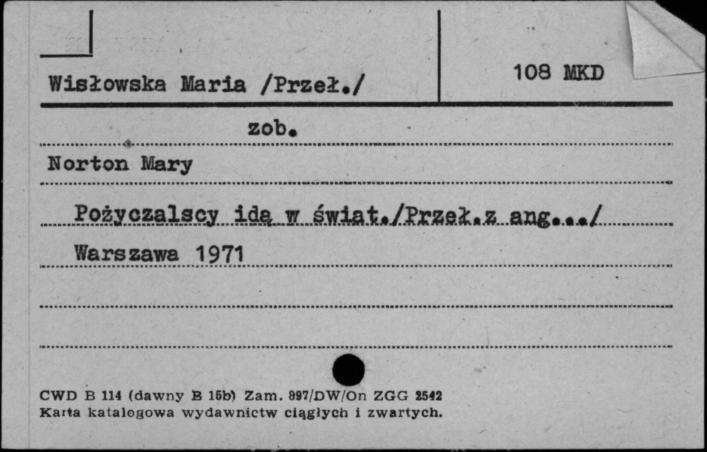 Wisłowska Maria /Przeł./
108 MKD
zob.
Norton Mary
Pożyczalscy idą w świat./Przeł.z ang.../
Warszawa 1971
CWD B 114 (dawny B 15b) Zam. 897/DW/On ZGG 2542
Karta katalogowa wydawnictw ciągłych i zwartych.